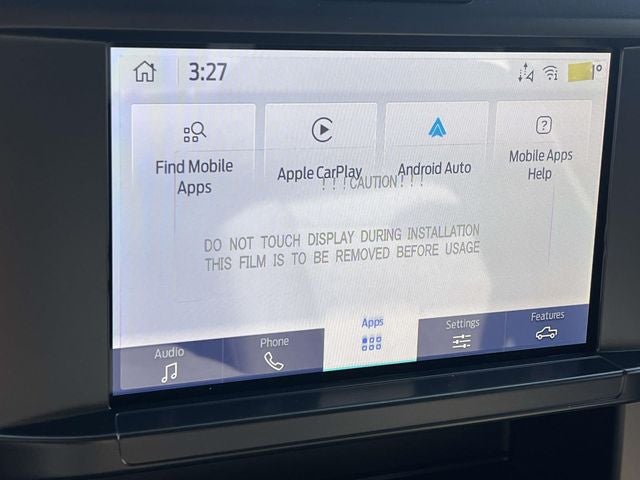 3:27
1°
Find Mobile Apps
Apple CarPlay
Android Auto
Mobile Apps Help
! ! !CAUTION! ! !
DO NOT TOUCH DISPLAY DURING INSTALLATION
THIS FILM IS TO BE REMOVED BEFORE USAGE
Audio
Phone
Apps
Settings
Features